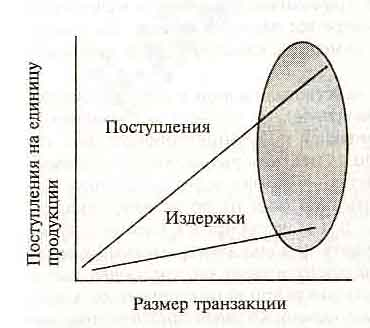 Поступления на единицу
продукции
Поступления
Издержки
Размер транзакции